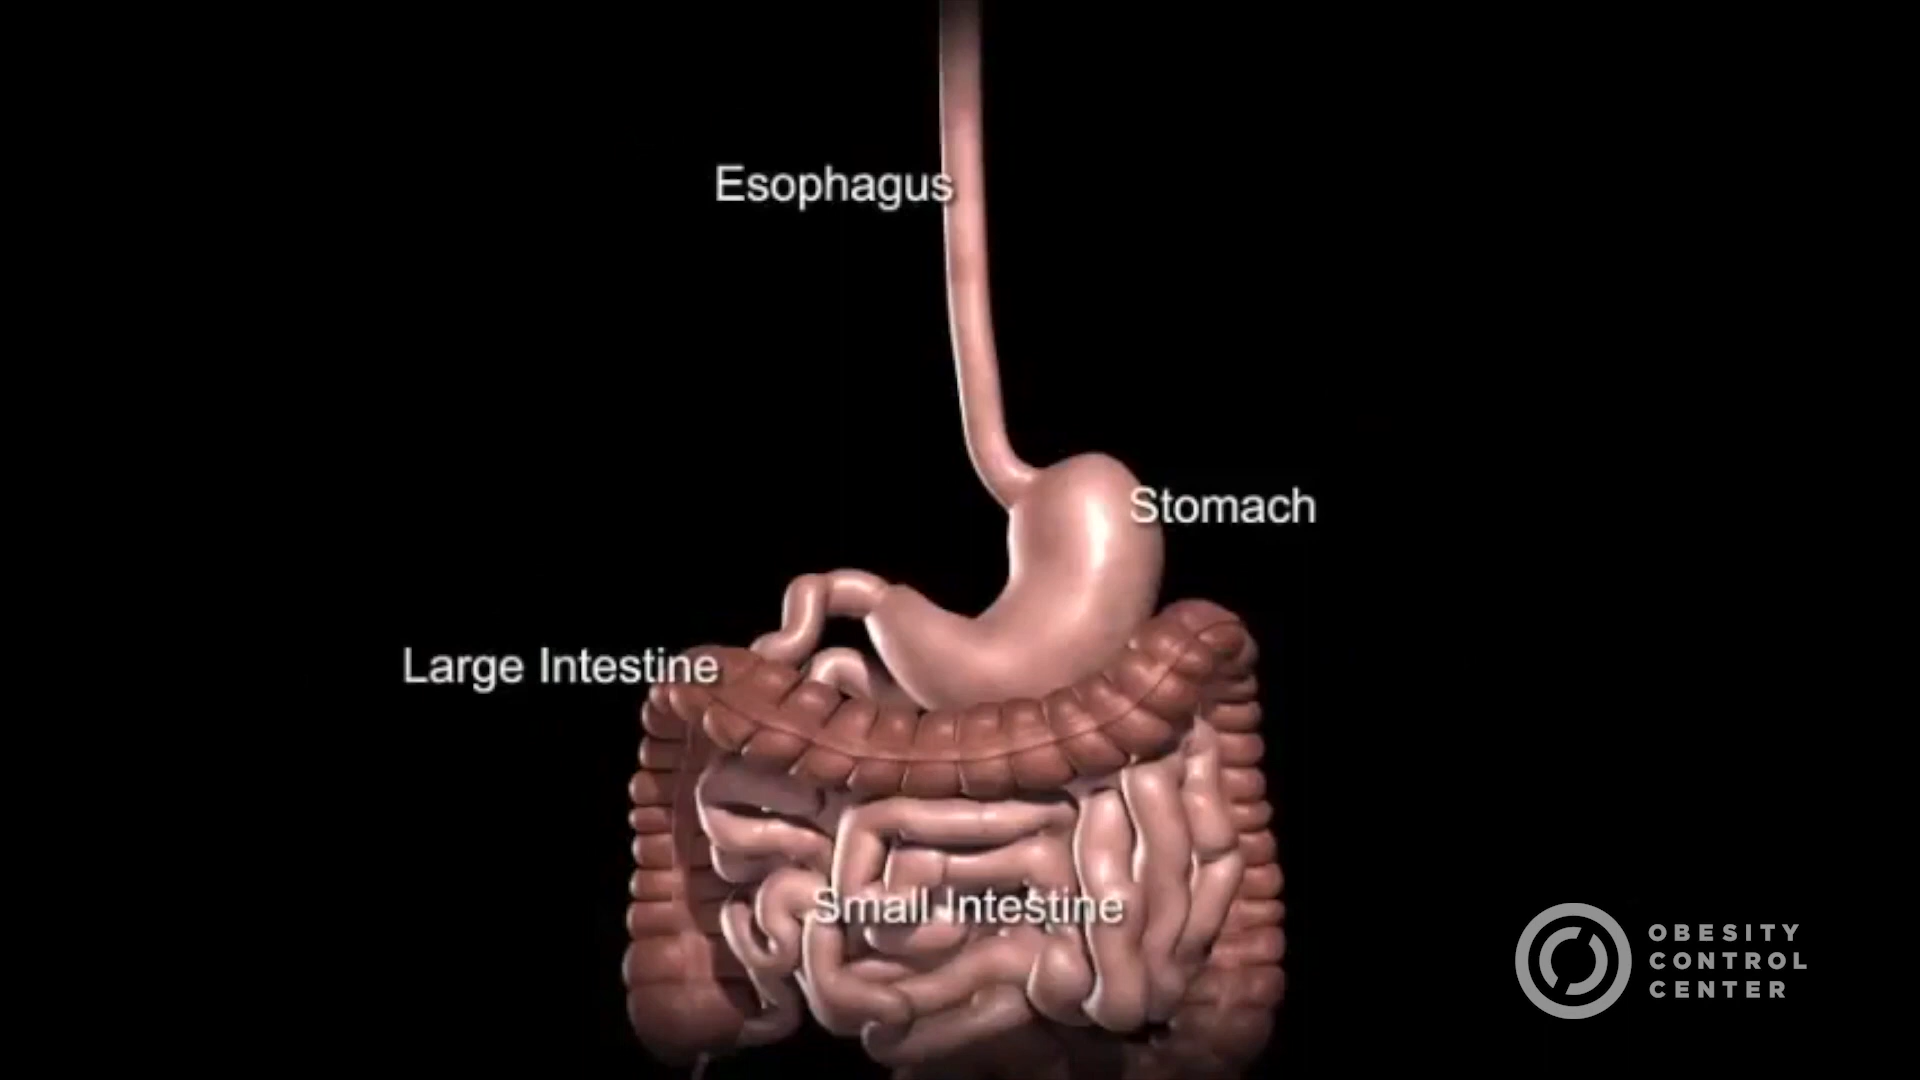 Esophagus
Stomach
Large Intestine
Small Intestine
OBESITY
CONTROL
CENTER